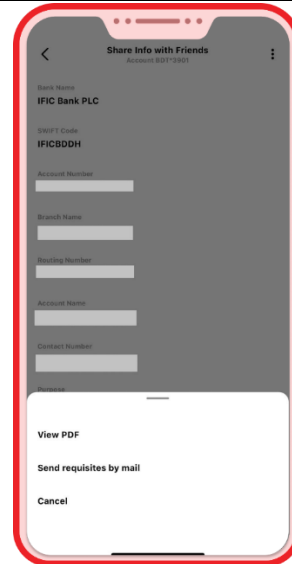 Share Info with Friends
Account BDT*3901
Bank Name
IFIC Bank PLC
SWIFT Code
IFICBDDH
Account Number
Branch Name
Routing Number
Account Name
Contact Number
Purpose
View PDF
Send requisites by mail
Cancel